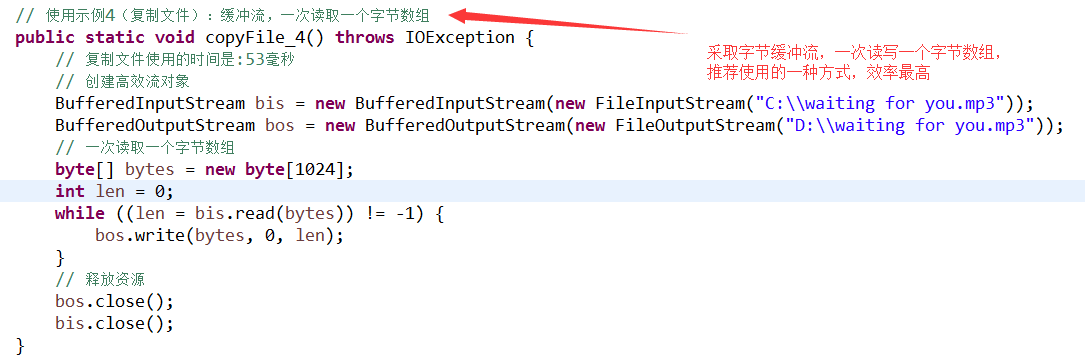 // 使用示例4（复制文件）：缓冲流，一次读取一个字节数组
public static void copyFile_4() throws IOException {
// 复制文件使用的时间是:53毫秒
// 创建高效流对象
BufferedInputStream bis = new BufferedInputStream(new FileInputStream("C:\\waiting for you.mp3"));
BufferedOutputStream bos = new BufferedOutputStream(new FileOutputStream("D:\\waiting for you.mp3"));
// 一次读取一个字节数组
byte[] bytes = new byte[1024];
int len = 0;
while ((len = bis.read(bytes)) != -1) {
bos.write(bytes, 0, len);
}
// 释放资源
bos.close();
bis.close();
}
采取字节缓冲流，一次读写一个字节数组，
推荐使用的一种方式，效率最高